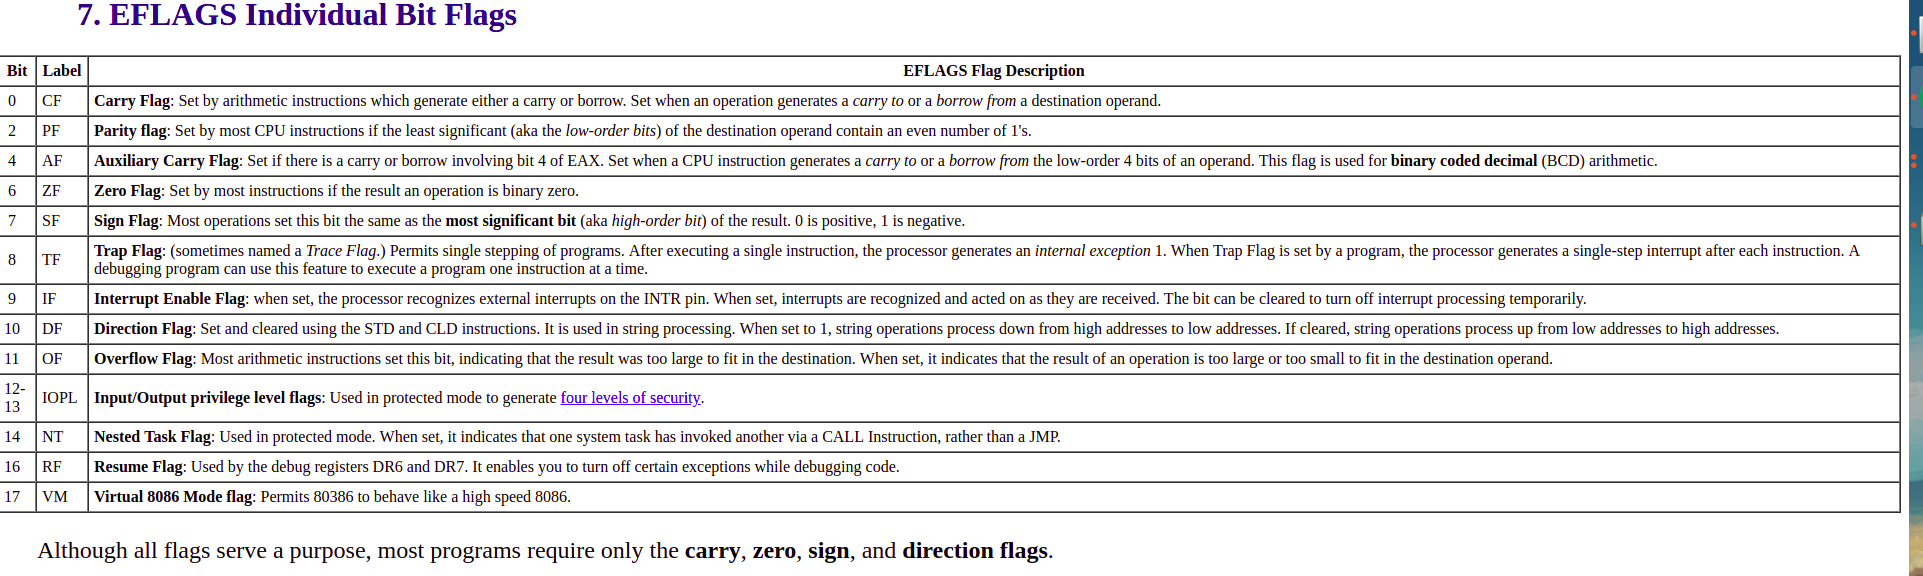 7. EFLAGS Individual Bit Flags
Bit Label EFLAGS Flag Description
0 CF Carry Flag: Set by arithmetic instructions which generate either a carry or borrow. Set when an operation generates a carry to or a borrow from a destination operand.
2 PF Parity flag: Set by most CPU instructions if the least significant (aka the low-order bits) of the destination operand contain an even number of 1's.
4 AF Auxiliary Carry Flag: Set if there is a carry or borrow involving bit 4 of EAX. Set when a CPU instruction generates a carry to or a borrow from the low-order 4 bits of an operand. This flag is used for binary coded decimal (BCD) arithmetic.
6 ZF Zero Flag: Set by most instructions if the result an operation is binary zero.
7 SF Sign Flag: Most operations set this bit the same as the most significant bit (aka high-order bit) of the result. 0 is positive, 1 is negative.
8 TF Trap Flag: (sometimes named a Trace Flag.) Permits single stepping of programs. After executing a single instruction, the processor generates an internal exception 1. When Trap Flag is set by a program, the processor generates a single-step interrupt after each instruction. A
debugging program can use this feature to execute a program one instruction at a time.
9 IF Interrupt Enable Flag: when set, the processor recognizes external interrupts on the INTR pin. When set, interrupts are recognized and acted on as they are received. The bit can be cleared to turn off interrupt processing temporarily.
10 DF Direction Flag: Set and cleared using the STD and CLD instructions. It is used in string processing. When set to 1, string operations process down from high addresses to low addresses. If cleared, string operations process up from low addresses to high addresses.
11 OF Overflow Flag: Most arithmetic instructions set this bit, indicating that the result was too large to fit in the destination. When set, it indicates that the result of an operation is too large or too small to fit in the destination operand.
12-
13 IOPL Input/Output privilege level flags: Used in protected mode to generate four levels of security.
14 NT Nested Task Flag: Used in protected mode. When set, it indicates that one system task has invoked another via a CALL Instruction, rather than a JMP.
16 RF Resume Flag: Used by the debug registers DR6 and DR7. It enables you to turn off certain exceptions while debugging code.
17 VM Virtual 8086 Mode flag: Permits 80386 to behave like a high speed 8086.
Although all flags serve a purpose, most programs require only the carry, zero, sign, and direction flags.